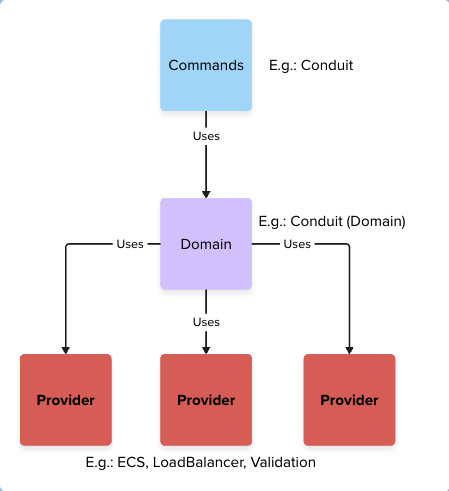 Commands
E.g.: Conduit
Uses
E.g.: Conduit (Domain)
Uses
Domain
Uses
Uses
Provider
Provider
Provider
E.g.: ECS, LoadBalancer, Validation